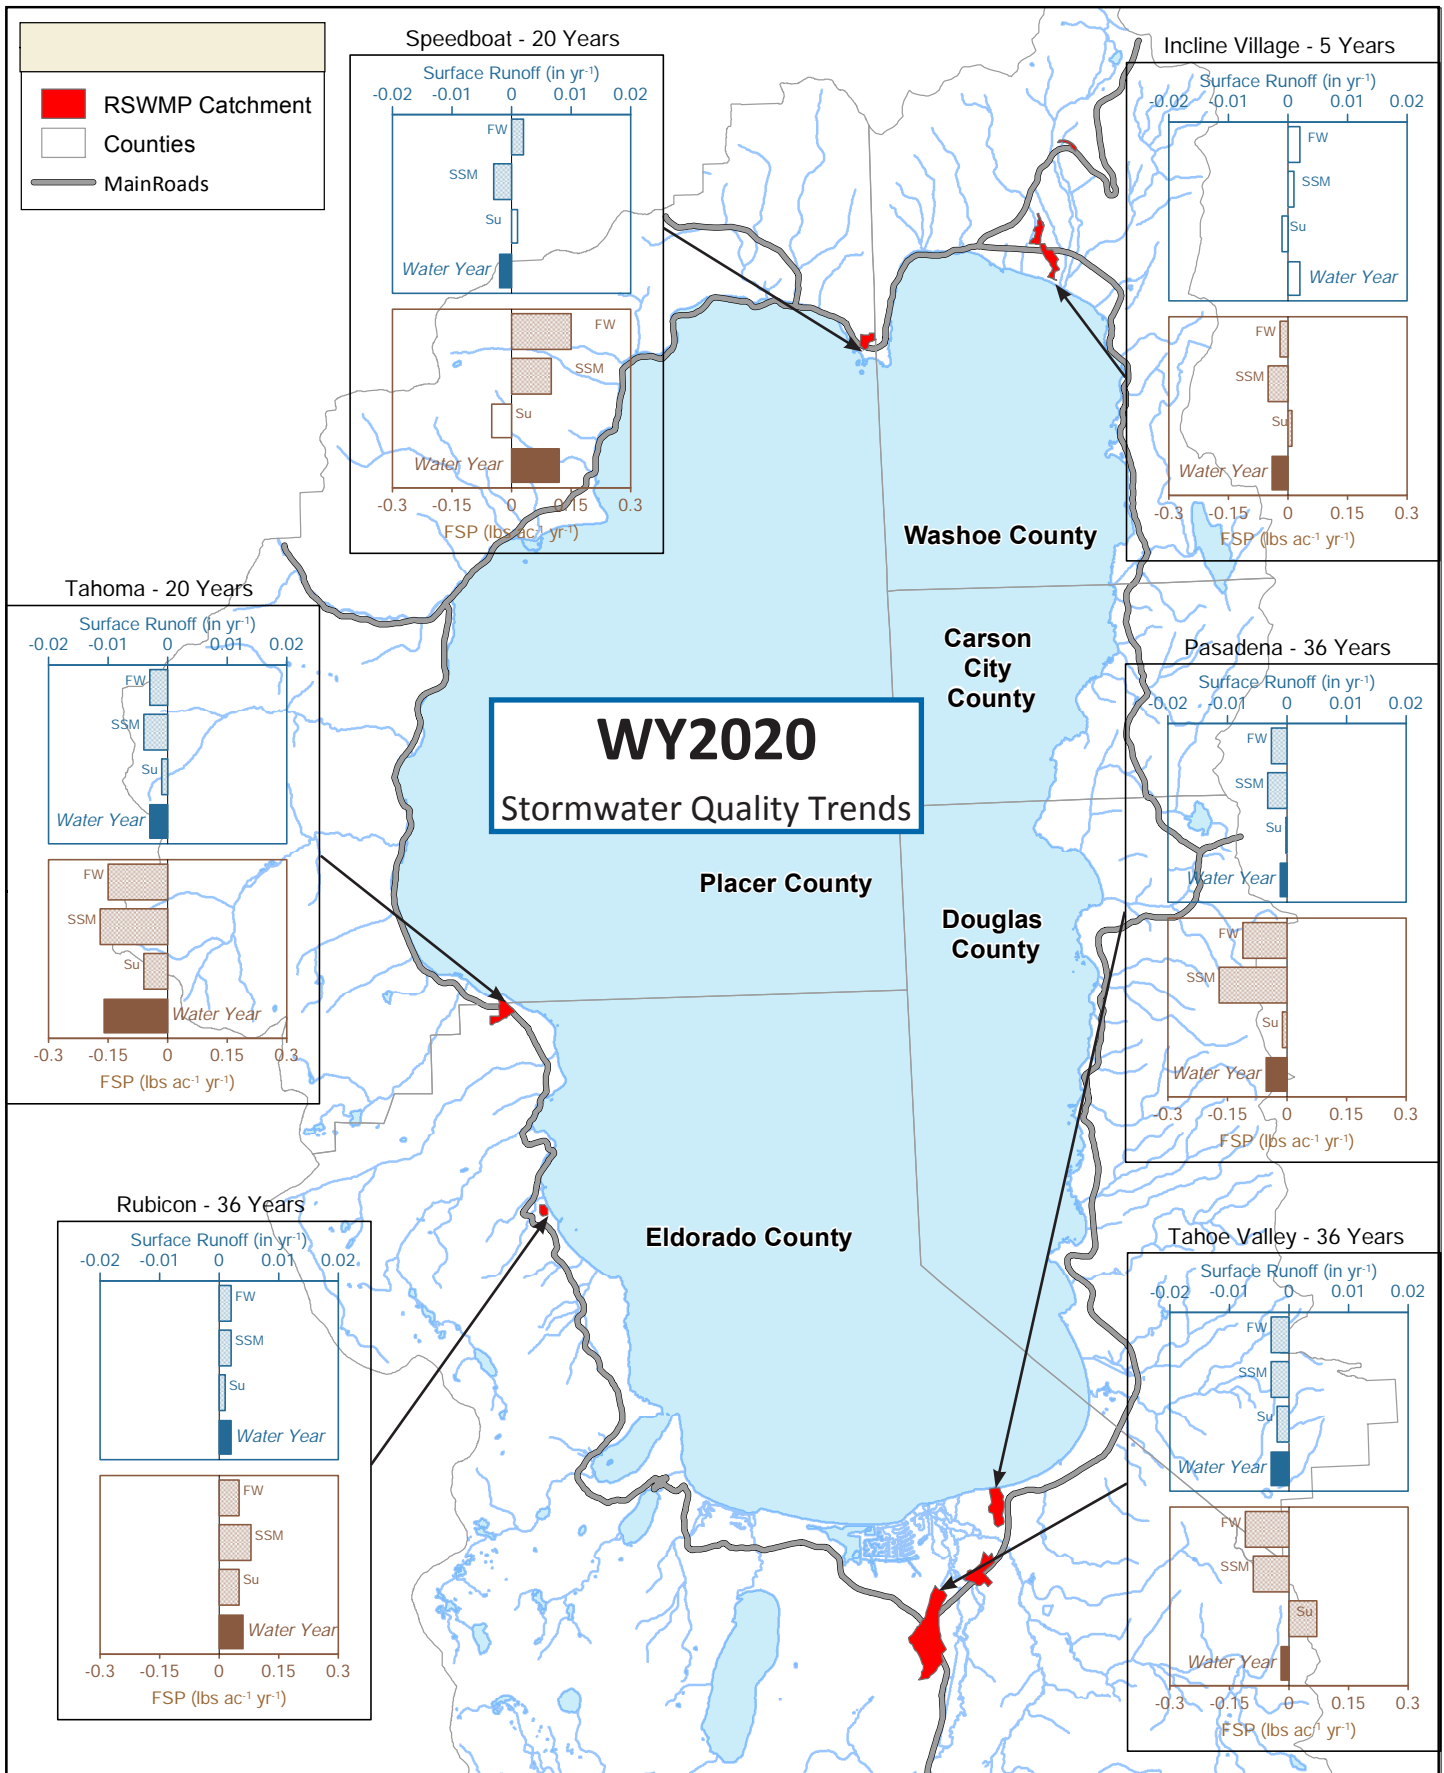 RSWMP Catchment
Counties
MainRoads
Speedboat - 20 Years
Surface Runoff (in yr⁻¹)
-0.02 -0.01 0 0.01 0.02
FW
SSM
Su
Water Year
FW
SSM
Su
Water Year
-0.3 -0.15 0 0.15 0.3
FSP (lbs ac⁻¹ yr⁻¹)
Incline Village - 5 Years
Surface Runoff (in yr⁻¹)
-0.02 -0.01 0 0.01 0.02
FW
SSM
Su
Water Year
FW
SSM
Su
Water Year
-0.3 -0.15 0 0.15 0.3
FSP (lbs ac⁻¹ yr⁻¹)
Tahoma - 20 Years
Surface Runoff (in yr⁻¹)
-0.02 -0.01 0 0.01 0.02
FW
SSM
Su
Water Year
FW
SSM
Su
Water Year
-0.3 -0.15 0 0.15 0.3
FSP (lbs ac⁻¹ yr⁻¹)
Washoe County
Carson
City
County
WY2020
Stormwater Quality Trends
Placer County
Douglas
County
Eldorado County
Pasadena - 36 Years
Surface Runoff (in yr⁻¹)
-0.02 -0.01 0 0.01 0.02
FW
SSM
Su
Water Year
FW
SSM
Su
Water Year
-0.3 -0.15 0 0.15 0.3
FSP (lbs ac⁻¹ yr⁻¹)
Rubicon - 36 Years
Surface Runoff (in yr⁻¹)
-0.02 -0.01 0 0.01 0.02
FW
SSM
Su
Water Year
FW
SSM
Su
Water Year
-0.3 -0.15 0 0.15 0.3
FSP (lbs ac⁻¹ yr⁻¹)
Tahoe Valley - 36 Years
Surface Runoff (in yr⁻¹)
-0.02 -0.01 0 0.01 0.02
FW
SSM
Su
Water Year
FW
SSM
Su
Water Year
-0.3 -0.15 0 0.15 0.3
FSP (lbs ac⁻¹ yr⁻¹)